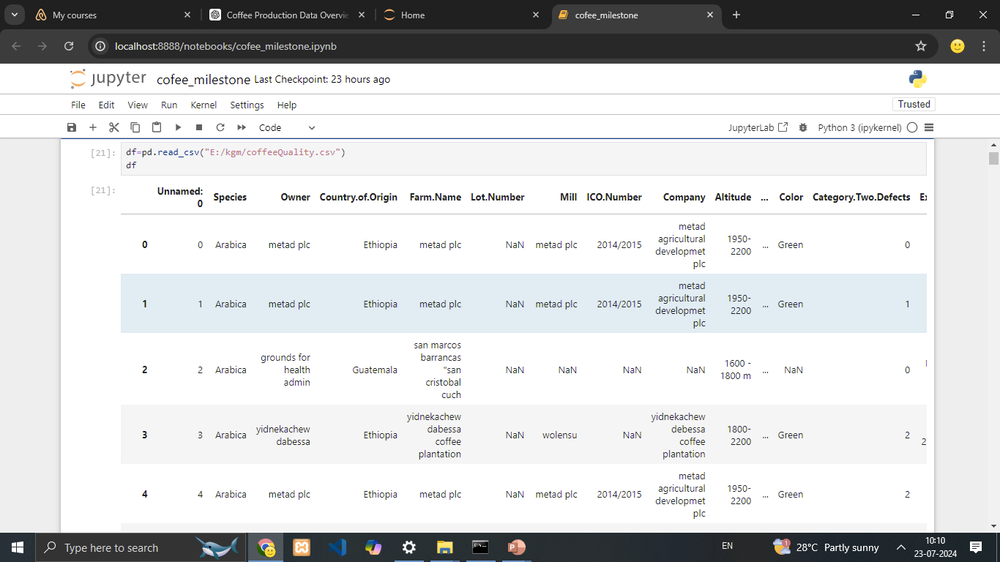 My courses
Coffee Production Data Overvie
Home
cofee_milestone
localhost:8888/notebooks/cofee_milestone.ipynb
jupyter cofee_milestone Last Checkpoint: 23 hours ago
File Edit View Run Kernel Settings Help
Trusted
Code
JupyterLab
Python 3 (ipykernel)
[21]: df=pd.read_csv("E:/kgm/coffeeQuality.csv")
df
[21]:
Unnamed: 0 Species Owner Country.of.Origin Farm.Name Lot.Number Mill ICO.Number Company Altitude ... Color Category.Two.Defects Ex
0 0 Arabica metad plc Ethiopia metad plc NaN metad plc 2014/2015 metad agricultural developmet plc 1950-2200 ... Green 0
1 1 Arabica metad plc Ethiopia metad plc NaN metad plc 2014/2015 metad agricultural developmet plc 1950-2200 ... Green 1
2 2 Arabica grounds for health admin Guatemala san marcos barrancas "san cristobal cuch NaN NaN NaN NaN 1600 - 1800 m ... NaN 0
3 3 Arabica yidnekachew dabessa Ethiopia yidnekachew dabessa coffee plantation NaN wolensu NaN yidnekachew debessa coffee plantation 1800-2200 ... Green 2 2
4 4 Arabica metad plc Ethiopia metad plc NaN metad plc 2014/2015 metad agricultural developmet plc 1950-2200 ... Green 2
Type here to search
EN
1
28°C Partly sunny
10:10
23-07-2024